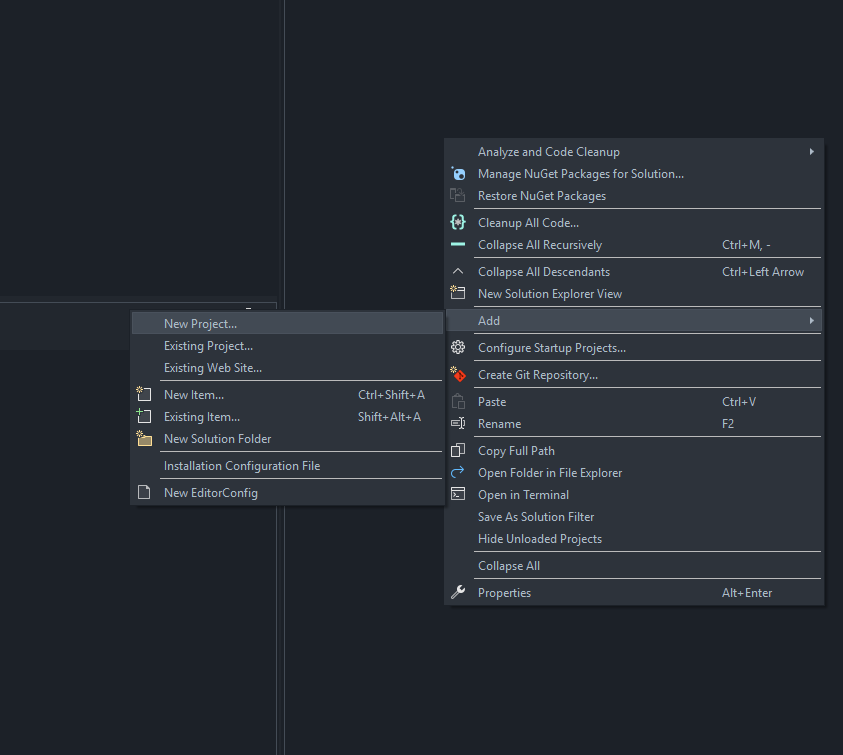 Analyze and Code Cleanup
Manage NuGet Packages for Solution...
Restore NuGet Packages
Cleanup All Code...
Collapse All Recursively Ctrl+M, -
Collapse All Descendants Ctrl+Left Arrow
New Solution Explorer View
Add
Configure Startup Projects...
Create Git Repository...
Paste Ctrl+V
Rename F2
Copy Full Path
Open Folder in File Explorer
Open in Terminal
Save As Solution Filter
Hide Unloaded Projects
Collapse All
Properties Alt+Enter
New Project...
Existing Project...
Existing Web Site...
New Item... Ctrl+Shift+A
Existing Item... Shift+Alt+A
New Solution Folder
Installation Configuration File
New EditorConfig